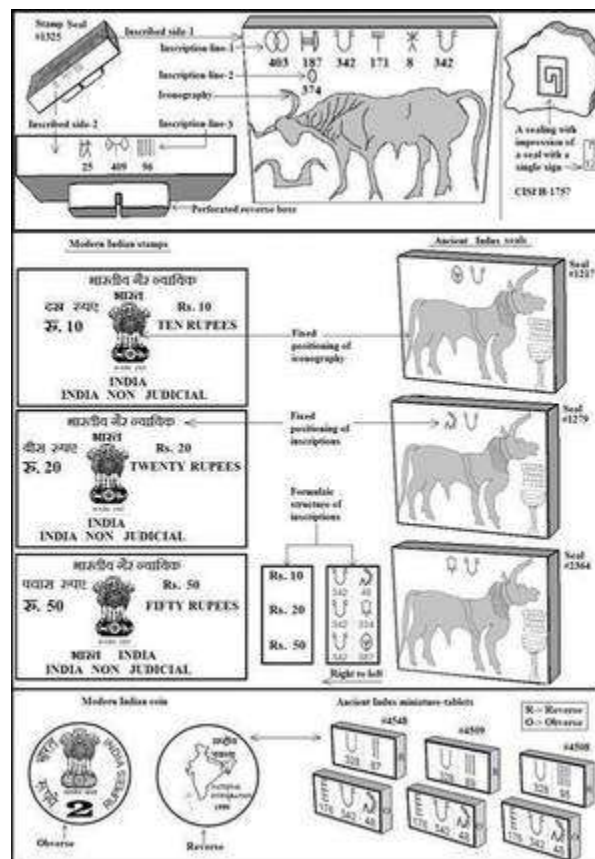 Stamp Seal
#1325
Inscribed side-1
Inscription-line-1
403 187 342 171 8 342
Inscription-line-2
374
Iconography
Inscribed side-2
Inscription-line-3
25 409 96
Perforated reverse boss
A sealing with
impression of
a seal with a
single sign
CISI H-1757
Modern Indian stamps
Ancient Indus seals
भारतीय गैर न्यायिक
भारत
दस रुपए
रु. 10
Rs. 10
TEN RUPEES
INDIA
INDIA NON JUDICIAL
Fixed
positioning of
iconography
Seal
#1217
भारतीय गैर न्यायिक
भारत
बीस रुपए
रु. 20
Rs. 20
TWENTY RUPEES
INDIA
INDIA NON JUDICIAL
Fixed
positioning of
inscriptions
Seal
#1279
Formulaic
structure of
inscriptions
भारतीय गैर न्यायिक
पचास रुपए
रु. 50
Rs. 50
FIFTY RUPEES
भारत INDIA
INDIA NON JUDICIAL
Rs. 10
Rs. 20
Rs. 50
342 48
342
342
Right to left
Seal
#2364
Modern Indian coin
Ancient Indus miniature-tablets
R-> Reverse
O-> Obverse
#4548
#4509
#4508
328 87
328
328
R
176 342 48
176 342 48
176 342 48
O
INDIA
RUPEES
2
Obverse
Reverse